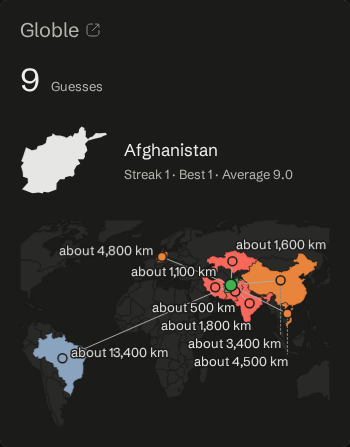 Globle
9 Guesses
Afghanistan
Streak 1 · Best 1 · Average 9.0
about 1,600 km
about 4,800 km
about 1,100 km
about 500 km
about 1,800 km
about 3,400 km
about 13,400 km
about 4,500 km